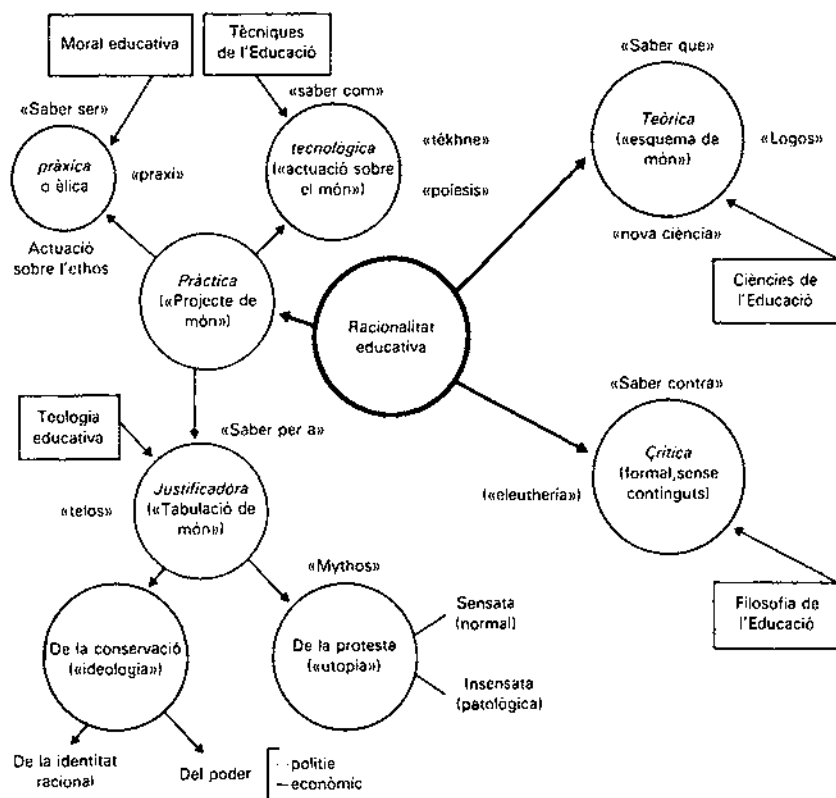 Moral educativa
Tècniques
de l'Educació
«Saber ser»
pràxica
o èlica
«praxi»
Actuació
sobre l'ethos
«saber com»
tecnològica
(«actuació sobre
el món»)
«tékhne»
«poíesis»
Pràctica
(«Projecte de
món»)
Racionalitat
educativa
«Saber que»
Teòrica
(«esquema de
món»)
«Logos»
«nova ciència»
Ciències de
l'Educació
«Saber contra»
Crítica
(formal, sense
continguts)
(«eleuthería»)
Filosofia de
l'Educació
Teologia
educativa
«Saber per a»
Justificadora
(«Tabulació de
món»)
«telos»
«Mythos»
De la conservació
(«ideologia»)
De la protesta
(«utopia»)
Sensata
(normal)
Insensata
(patològica)
De la identitat
racional
Del poder
-politie
—econòmic